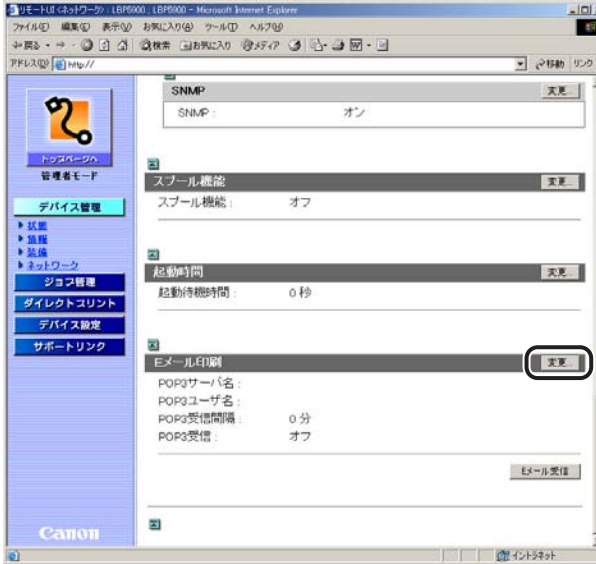 リモートUI <ネットワーク> : LBP5900 ; LBP5900 - Microsoft Internet Explorer
ファイル(F) 編集(E) 表示(V) お気に入り(A) ツール(T) ヘルプ(H)
戻る 検索 お気に入り メディア
アドレス(D) http:// 移動 リンク
SNMP 変更...
SNMP : オン
トップページへ
管理者モード
スプール機能 変更...
スプール機能 : オフ
デバイス管理
状態
情報
装備
ネットワーク
ジョブ管理
ダイレクトプリント
デバイス設定
サポートリンク
起動時間 変更...
起動待機時間 : 0 秒
Eメール印刷 変更...
POP3サーバ名 :
POP3ユーザ名 :
POP3受信間隔 : 0 分
POP3受信 : オフ
Eメール受信
Canon
イントラネット